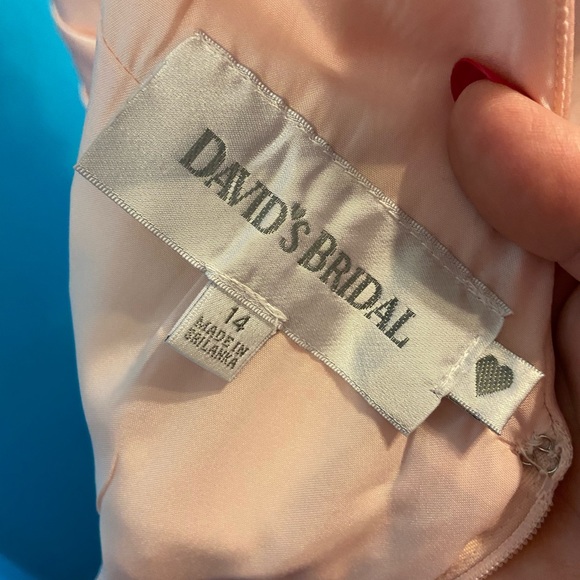 DAVID'S BRIDAL
14
MADE IN
SRI LANKA